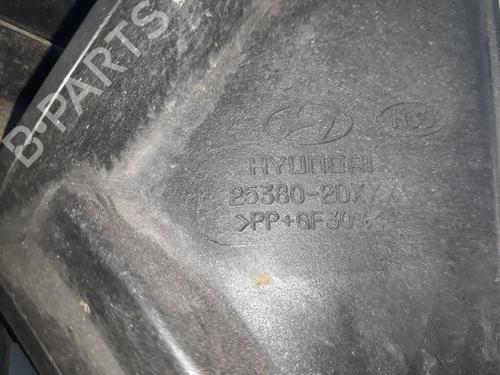 B-PARTS
HYUNDAI
25380-2DXXX
>PP+GF30%<